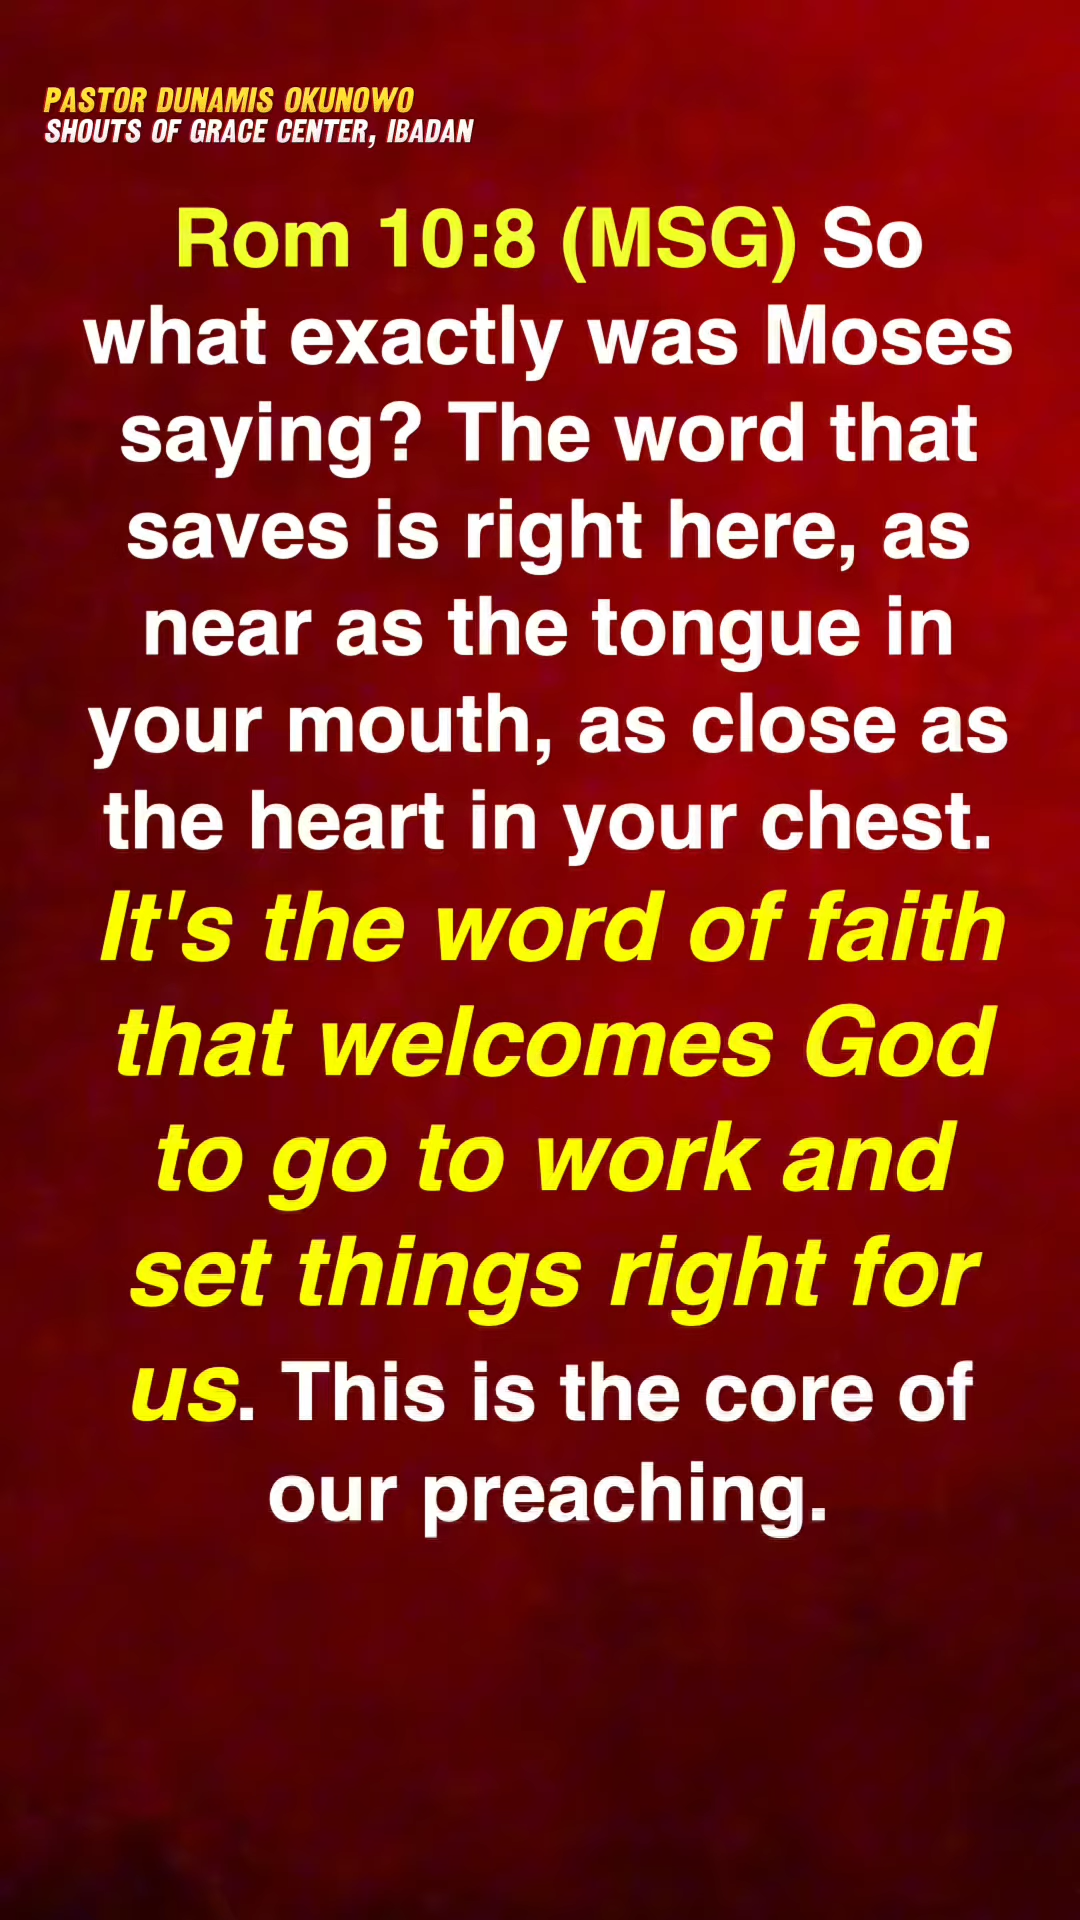 PASTOR DUNAMIS OKUNOWO
SHOUTS OF GRACE CENTER, IBADAN
Rom 10:8 (MSG) So
what exactly was Moses
saying? The word that
saves is right here, as
near as the tongue in
your mouth, as close as
the heart in your chest.
It's the word of faith
that welcomes God
to go to work and
set things right for
us. This is the core of
our preaching.